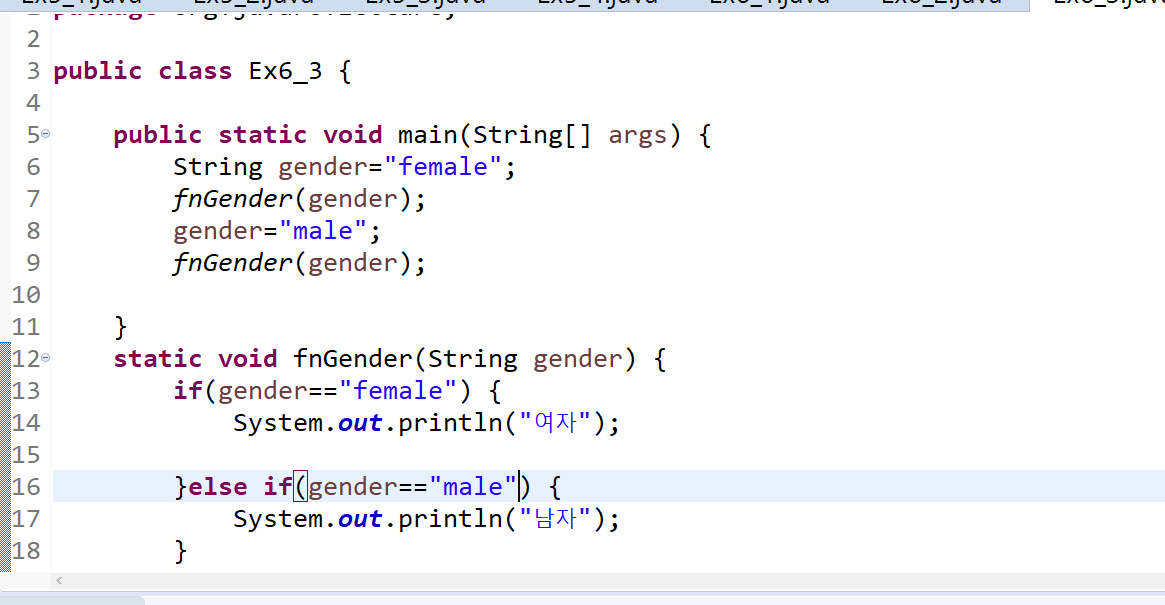 2
3 public class Ex6_3 {
4
5 public static void main(String[] args) {
6 String gender="female";
7 fnGender(gender);
8 gender="male";
9 fnGender(gender);
10
11 }
12 static void fnGender(String gender) {
13 if(gender=="female") {
14 System.out.println("여자");
15
16 }else if(gender=="male") {
17 System.out.println("남자");
18 }